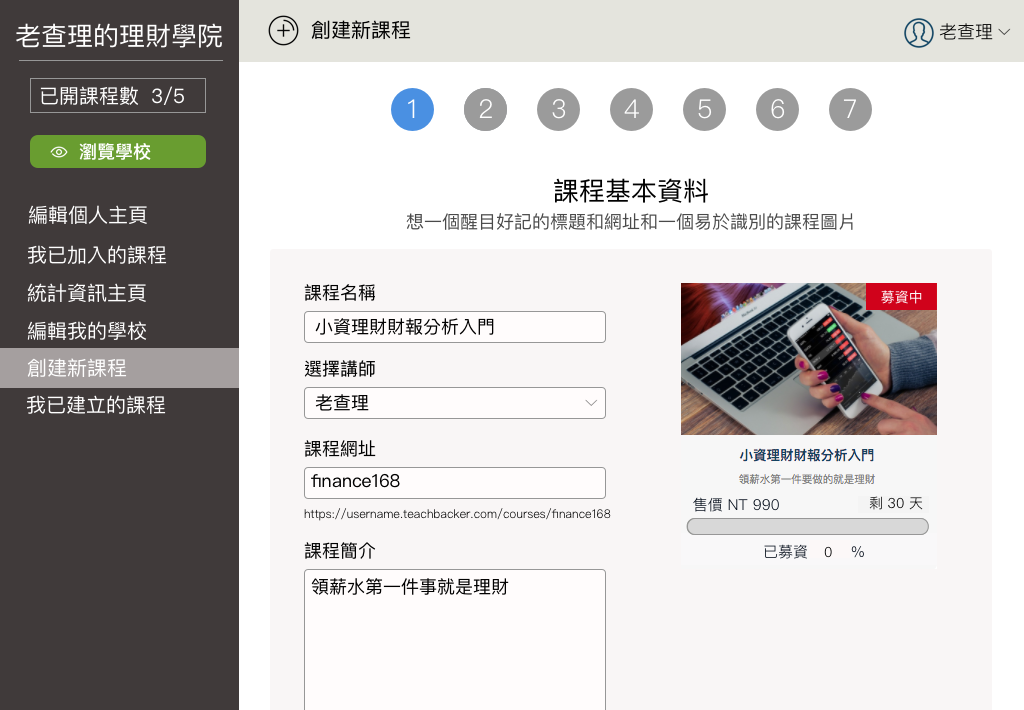 老查理的理財學院
已開課程數 3/5
瀏覽學校
編輯個人主頁
我已加入的課程
統計資訊主頁
編輯我的學校
創建新課程
我已建立的課程
創建新課程
老查理
1 2 3 4 5 6 7
課程基本資料
想一個醒目好記的標題和網址和一個易於識別的課程圖片
課程名稱
小資理財財報分析入門
選擇講師
老查理
課程網址
finance168
https://username.teachbacker.com/courses/finance168
課程簡介
領薪水第一件事就是理財
募資中
小資理財財報分析入門
領薪水第一件要做的就是理財
售價 NT 990
剩 30 天
已募資 0 %